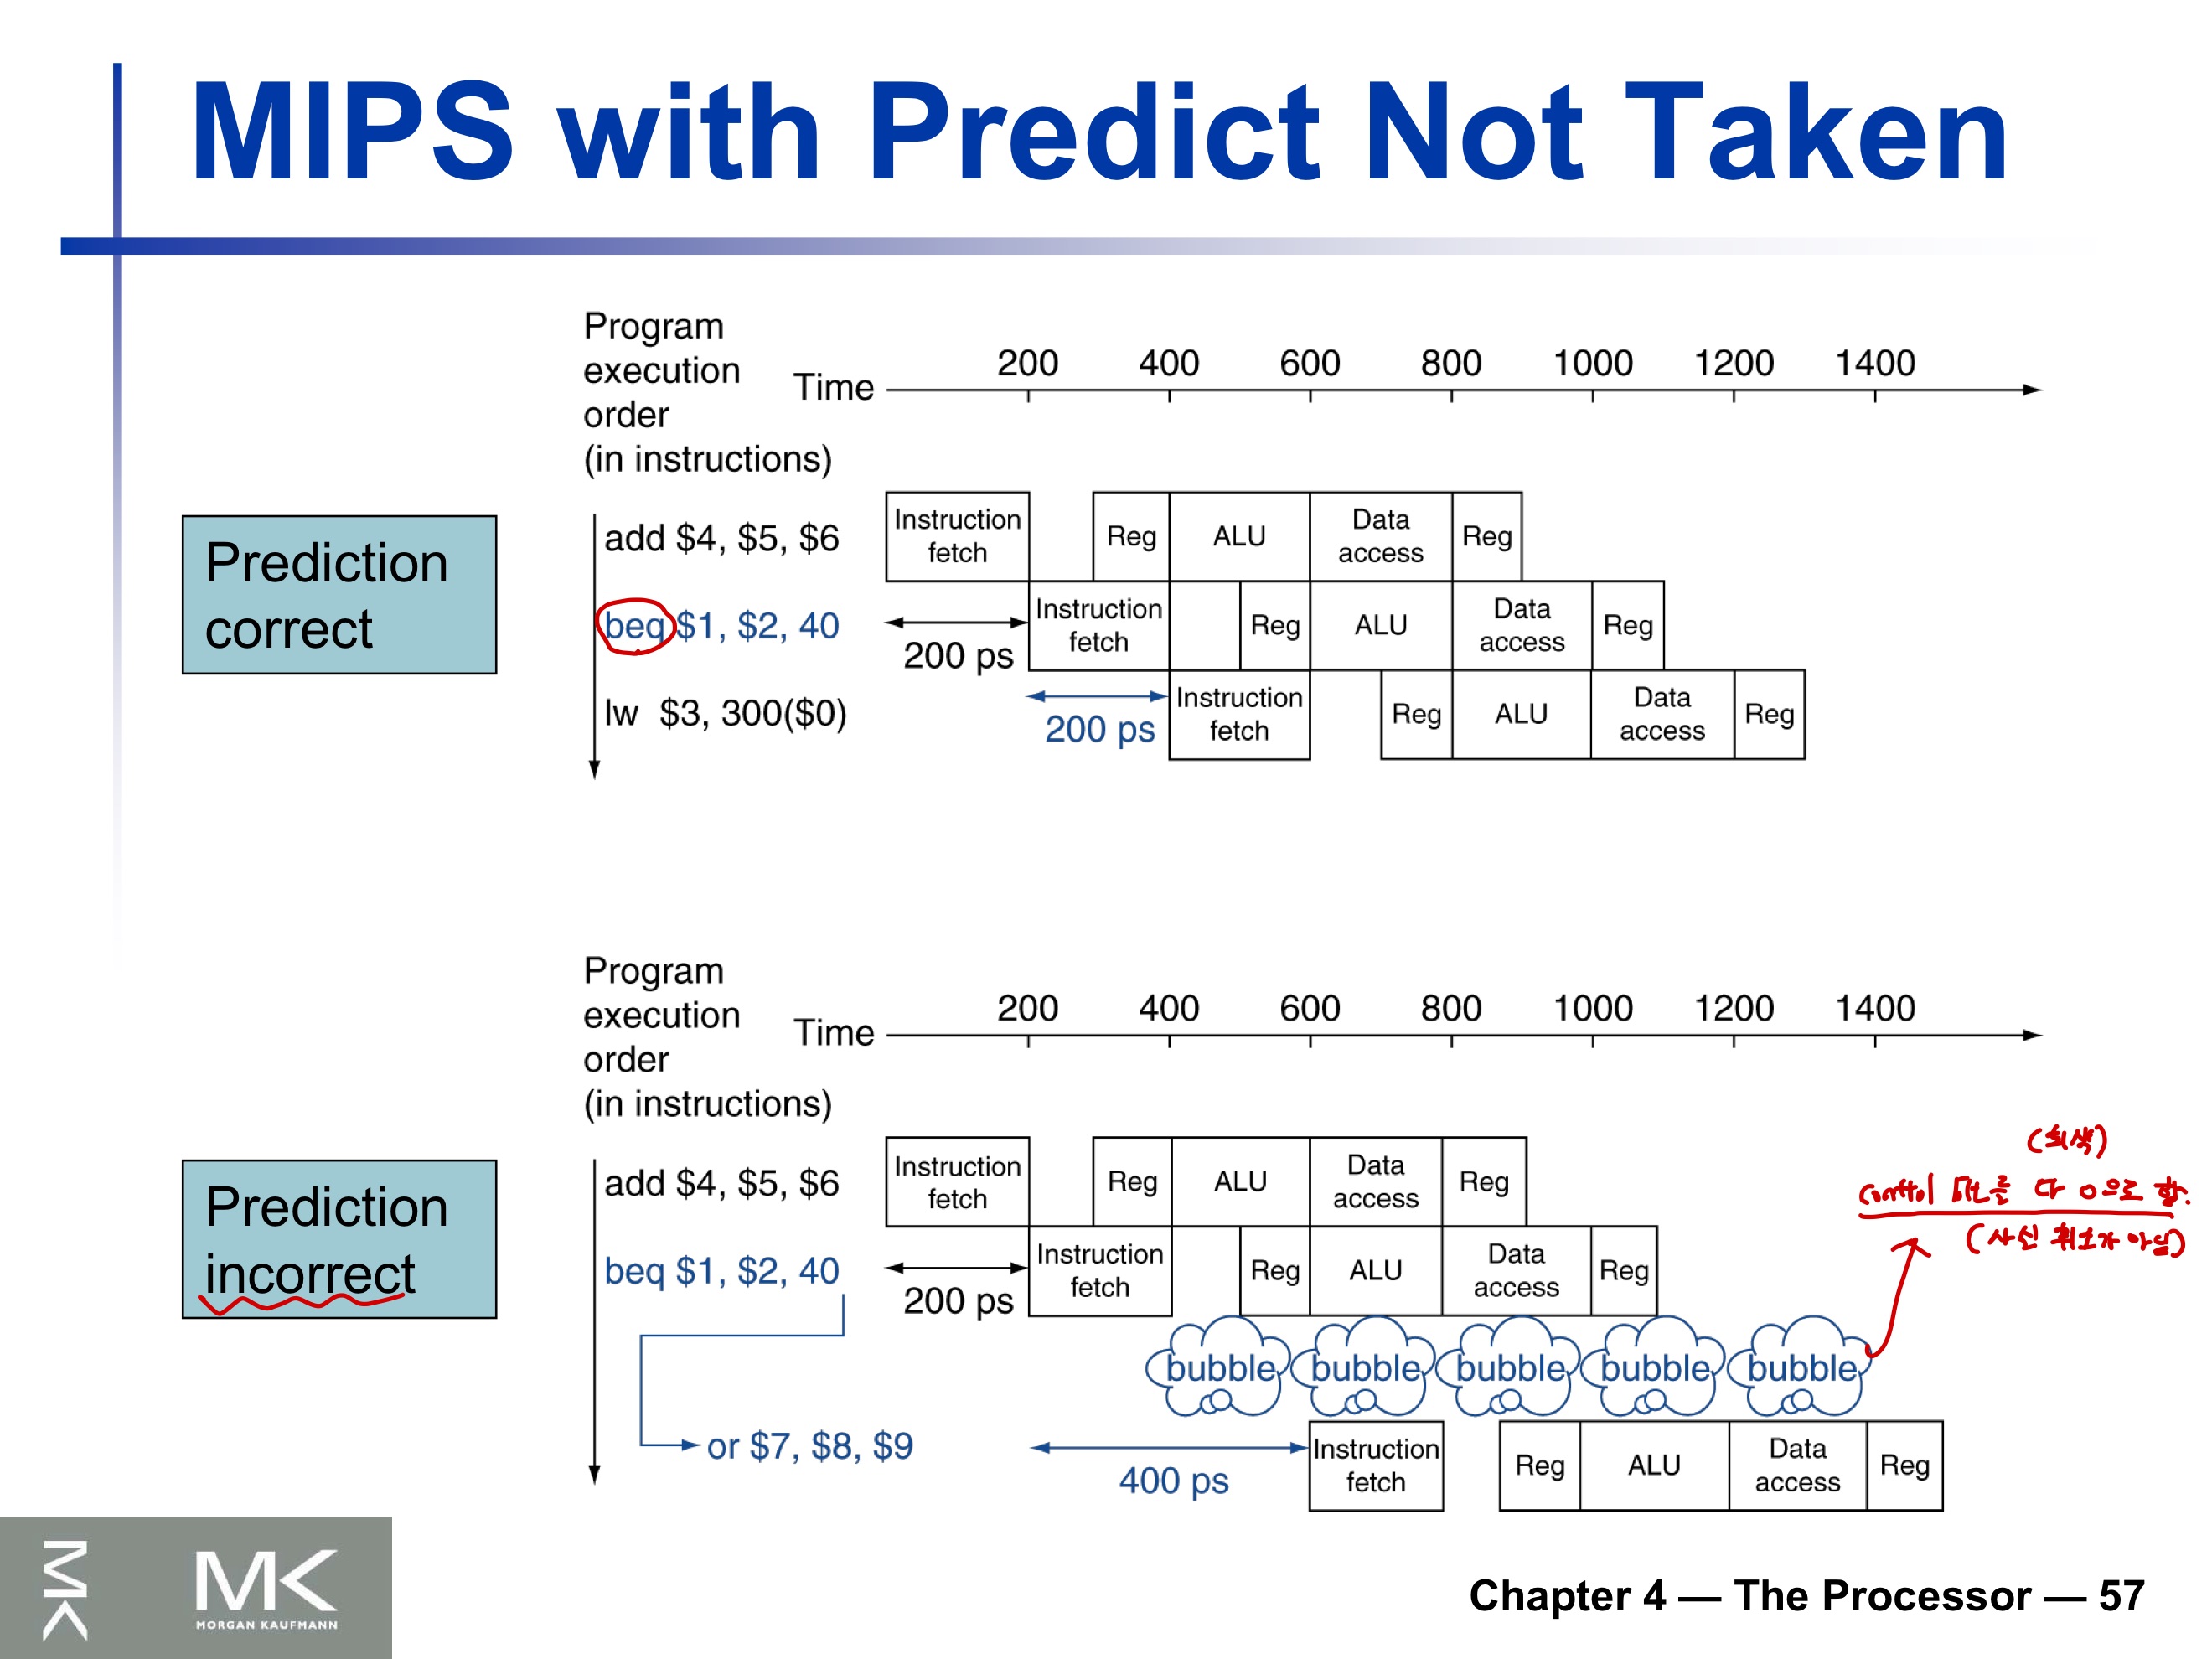 MIPS with Predict Not Taken
Program
execution
order
(in instructions)
Time
200 400 600 800 1000 1200 1400
Prediction
correct
add $4, $5, $6
Instruction
fetch
Reg
ALU
Data
access
Reg
beq $1, $2, 40
200 ps
Instruction
fetch
Reg
ALU
Data
access
Reg
lw $3, 300($0)
200 ps
Instruction
fetch
Reg
ALU
Data
access
Reg
Program
execution
order
(in instructions)
Time
200 400 600 800 1000 1200 1400
Prediction
incorrect
add $4, $5, $6
Instruction
fetch
Reg
ALU
Data
access
Reg
beq $1, $2, 40
200 ps
Instruction
fetch
Reg
ALU
Data
access
Reg
(회색)
control 비트를 다 0으로 함.
(사실 취소가 아님)
bubble bubble bubble bubble bubble
or $7, $8, $9
400 ps
Instruction
fetch
Reg
ALU
Data
access
Reg
MK
MK
MORGAN KAUFMANN
Chapter 4 — The Processor — 57